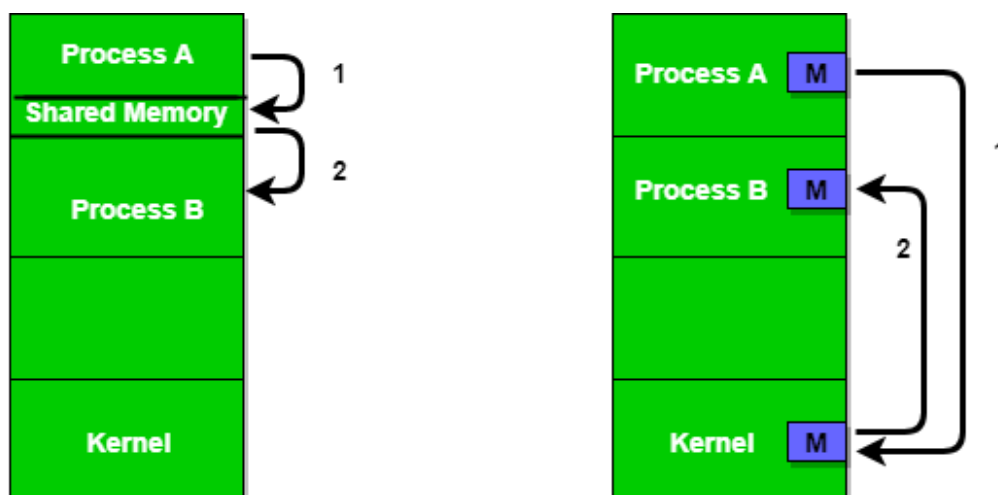 Process A
1
Shared Memory
2
Process B
Kernel
Process A M
Process B M
2
Kernel M